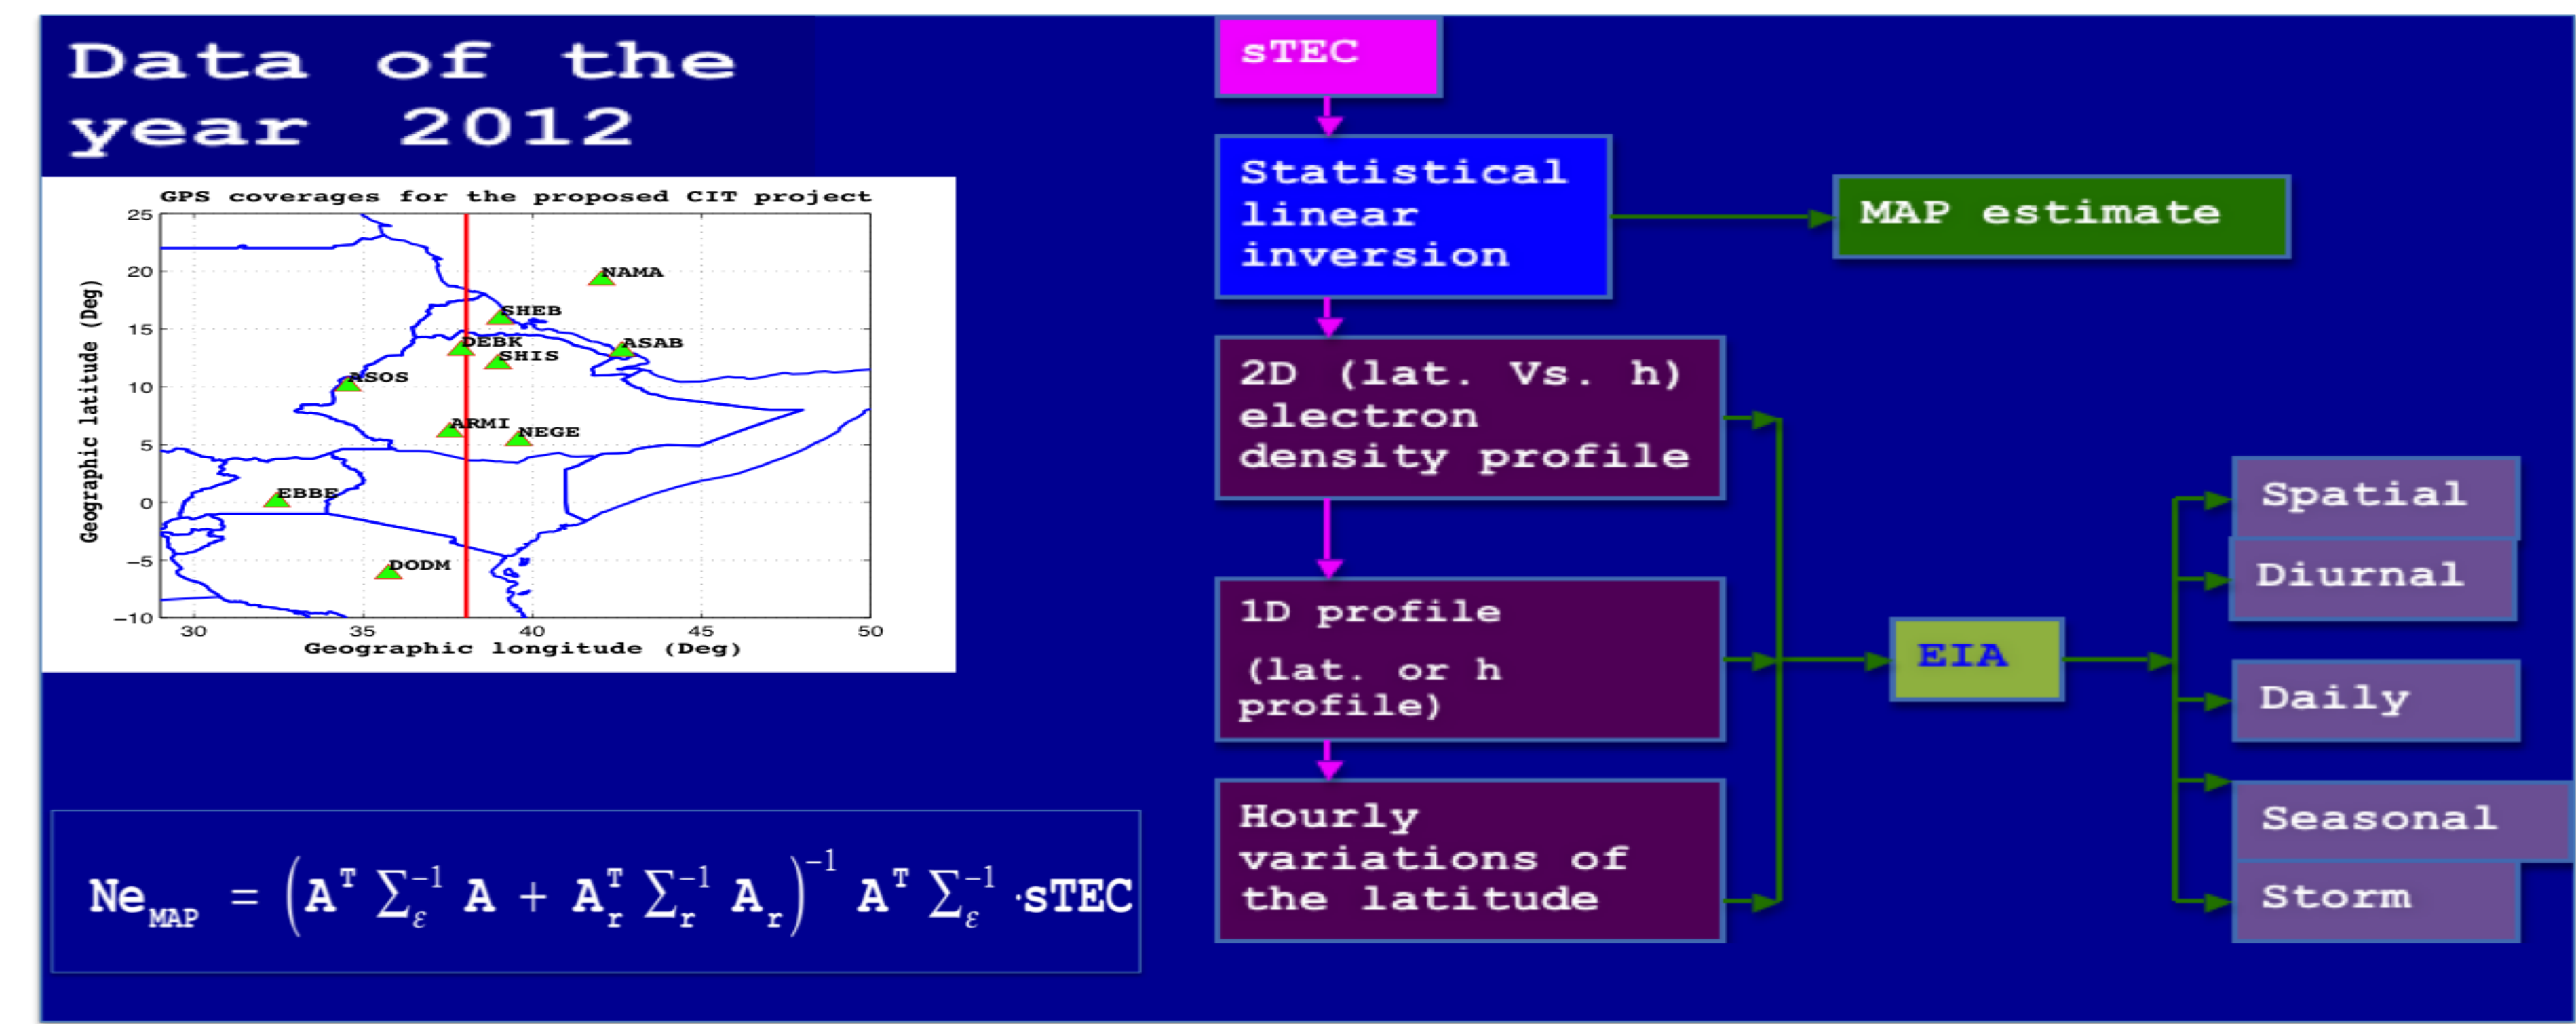 Data of the
year 2012
GPS coverages for the proposed CIT project
Geographic latitude (Deg)
25
20
15
10
5
0
−5
−10
NAMA
SHEB
DEBK
SHIS
ASAB
ASOS
ARMI
NEGE
EBBE
DODM
30 35 40 45 50
Geographic longitude (Deg)
Ne_MAP = (A^T Σ_ε^−1 A + A_r^T Σ_r^−1 A_r)^−1 A^T Σ_ε^−1 ·sTEC
sTEC
Statistical
linear
inversion
MAP estimate
2D (lat. Vs. h)
electron
density profile
1D profile
(lat. or h
profile)
Hourly
variations of
the latitude
EIA
Spatial
Diurnal
Daily
Seasonal
Storm